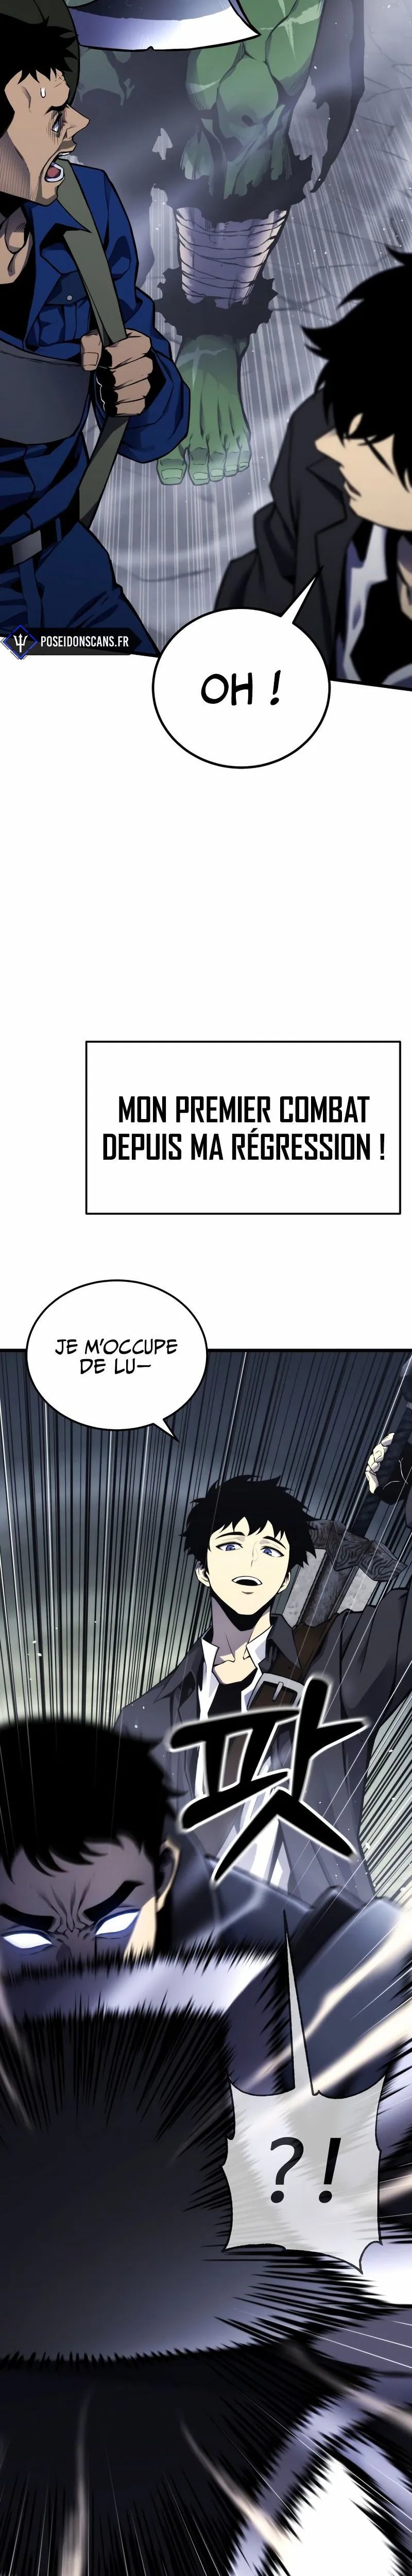 POSEIDONSCANS.FR
OH !
MON PREMIER COMBAT
DEPUIS MA RÉGRESSION !
JE M'OCCUPE
DE LU—
팟
?!